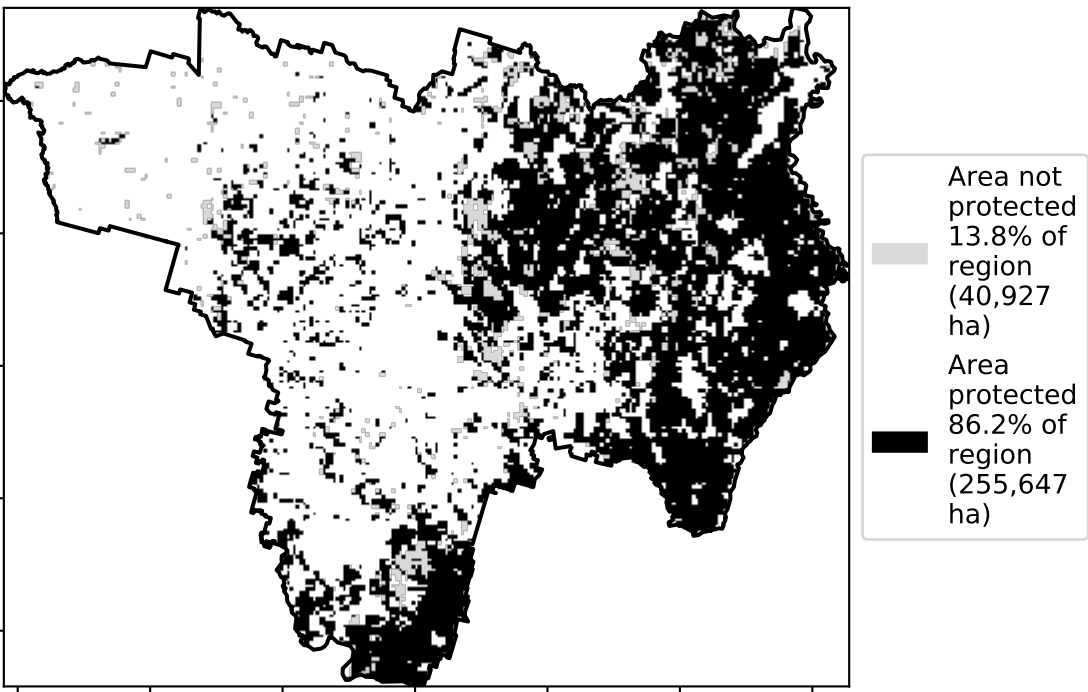 Area not
protected
13.8% of
region
(40,927
ha)
Area
protected
86.2% of
region
(255,647
ha)